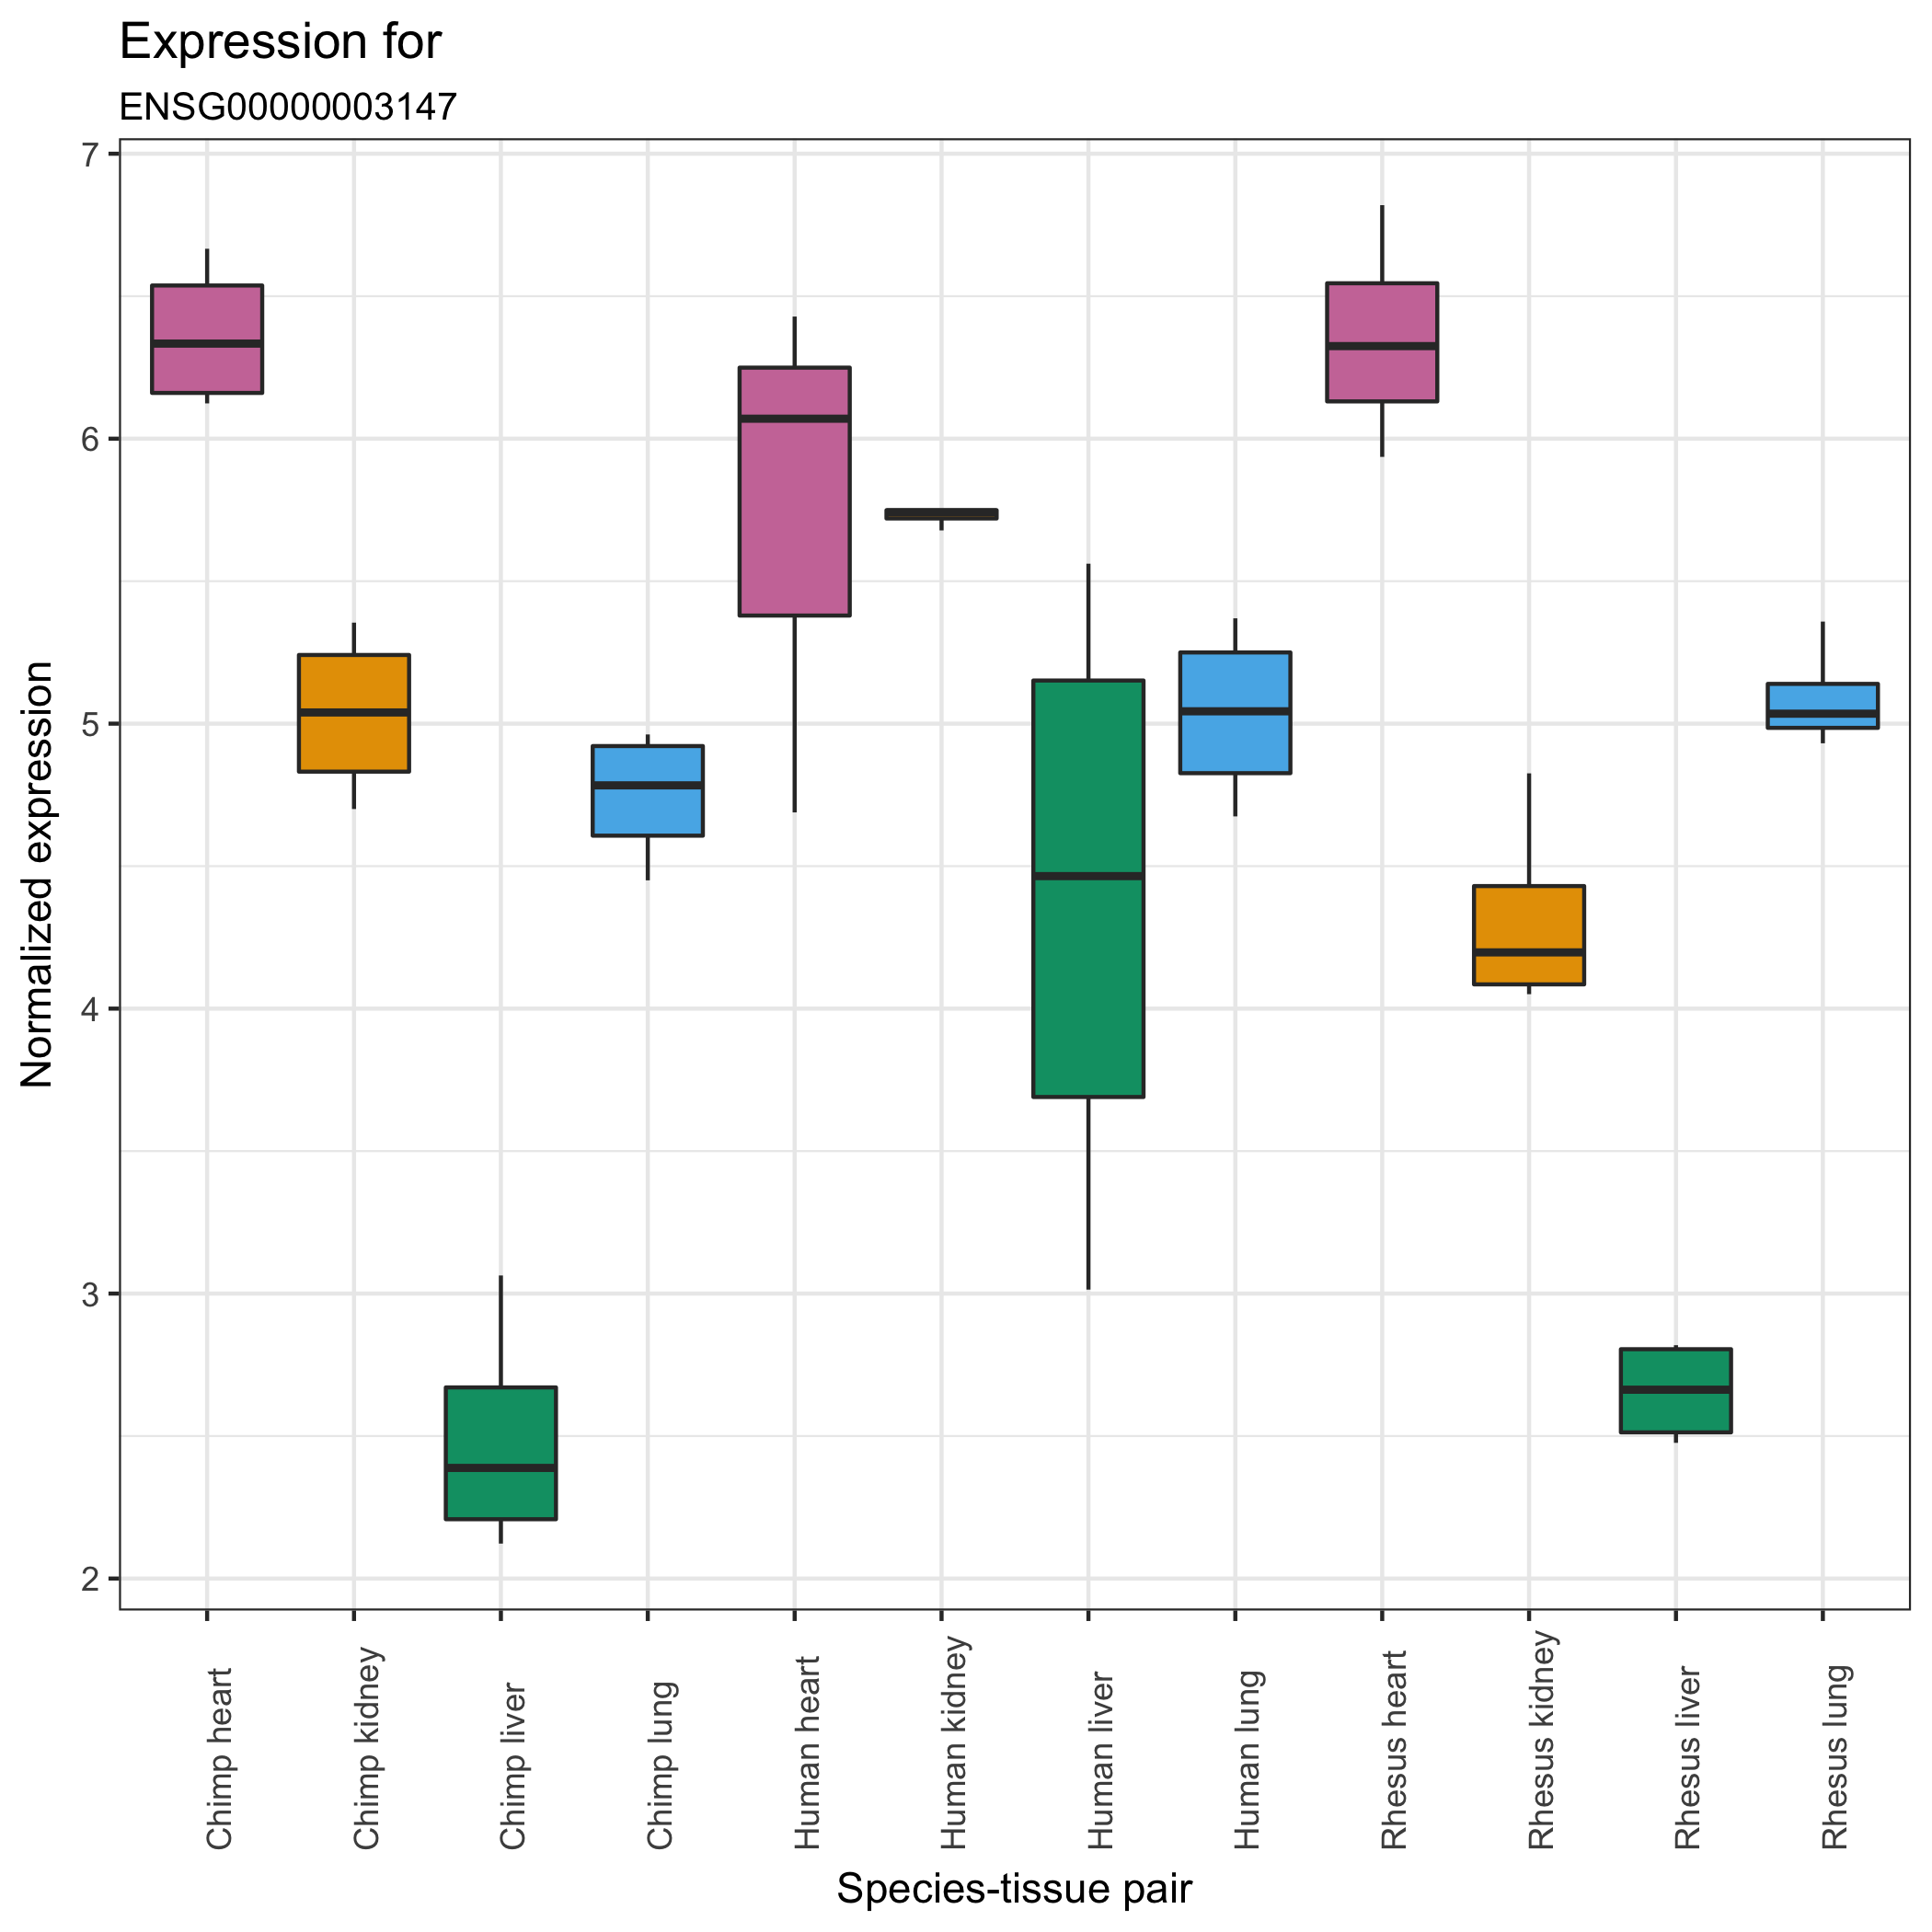 Expression for
ENSG00000003147
Normalized expression
7
6
5
4
3
2
Chimp heart
Chimp kidney
Chimp liver
Chimp lung
Human heart
Human kidney
Human liver
Human lung
Rhesus heart
Rhesus kidney
Rhesus liver
Rhesus lung
Species-tissue pair